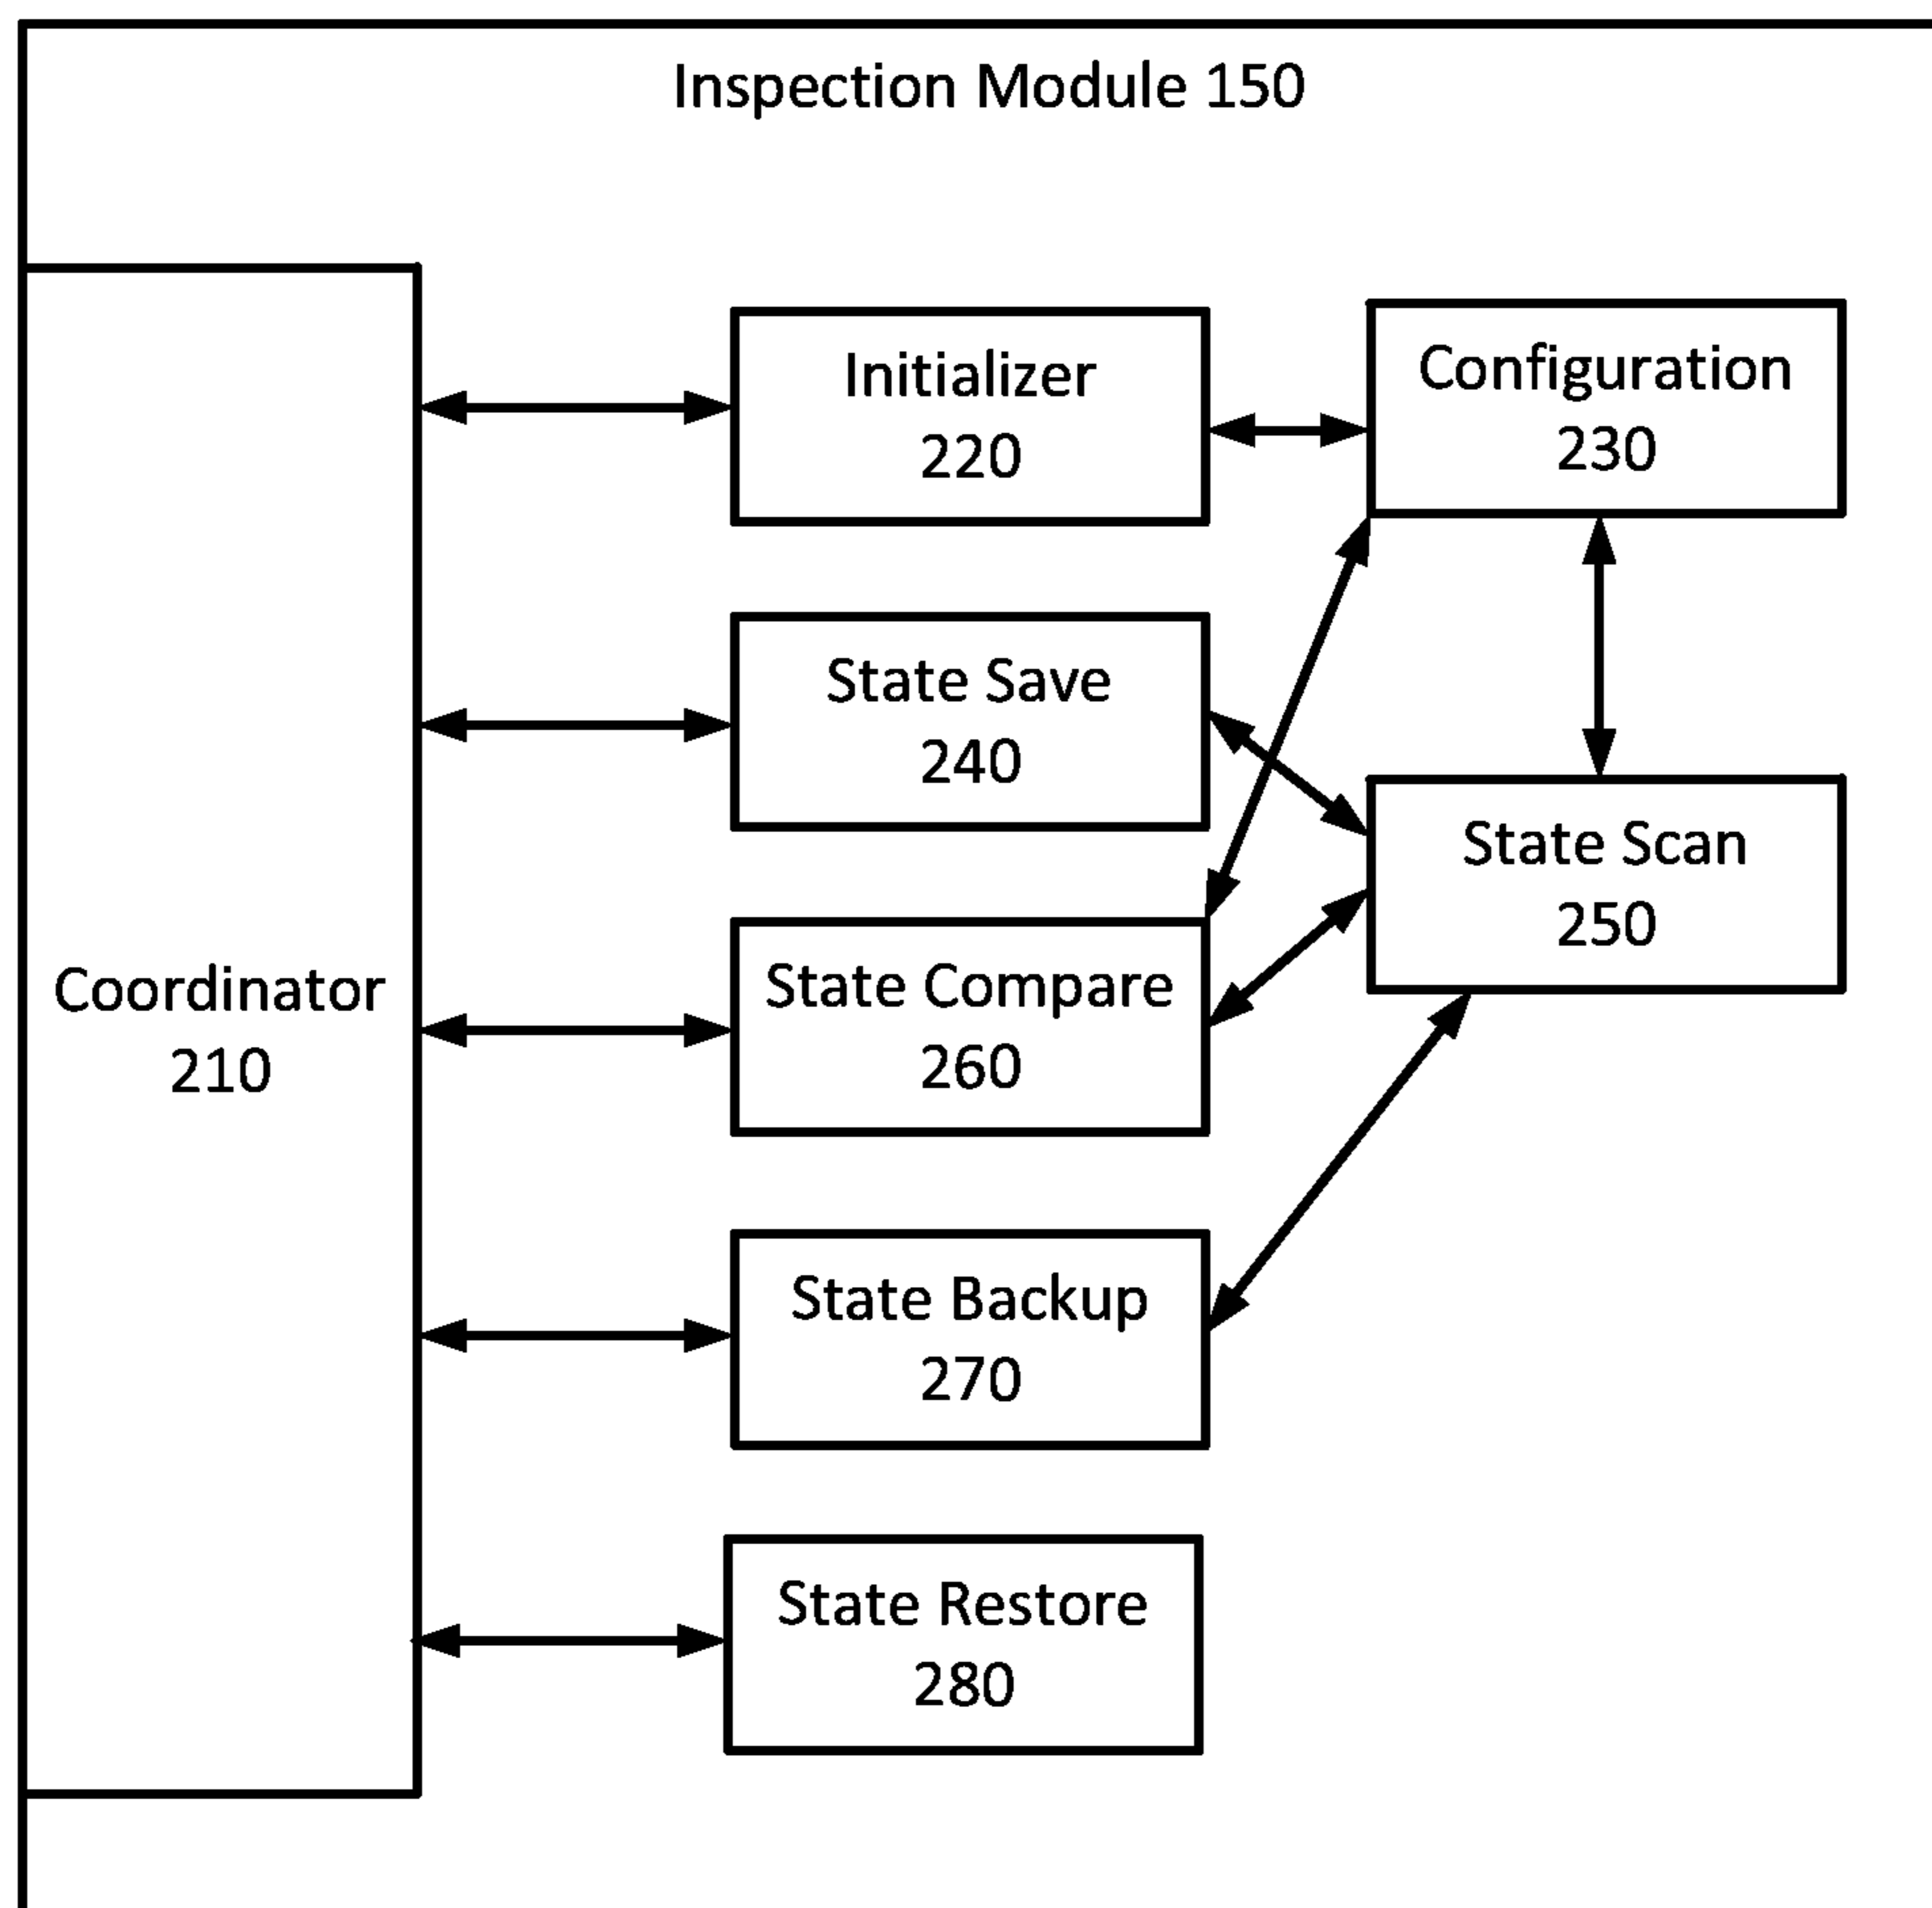 Inspection Module 150
Initializer
220
Configuration
230
State Save
240
State Scan
250
Coordinator
210
State Compare
260
State Backup
270
State Restore
280